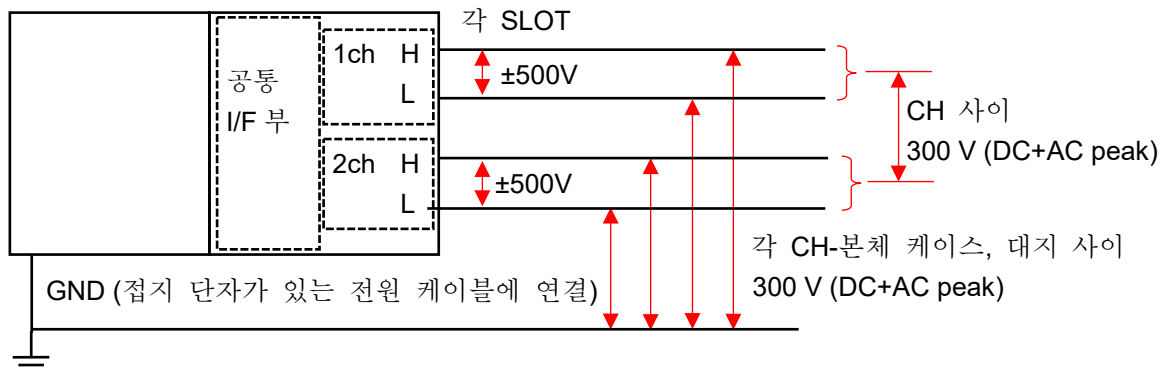 각 SLOT
공통
I/F 부
1ch H
L
±500V
2ch H
L
±500V
CH 사이
300 V (DC+AC peak)
각 CH-본체 케이스, 대지 사이
300 V (DC+AC peak)
GND (접지 단자가 있는 전원 케이블에 연결)